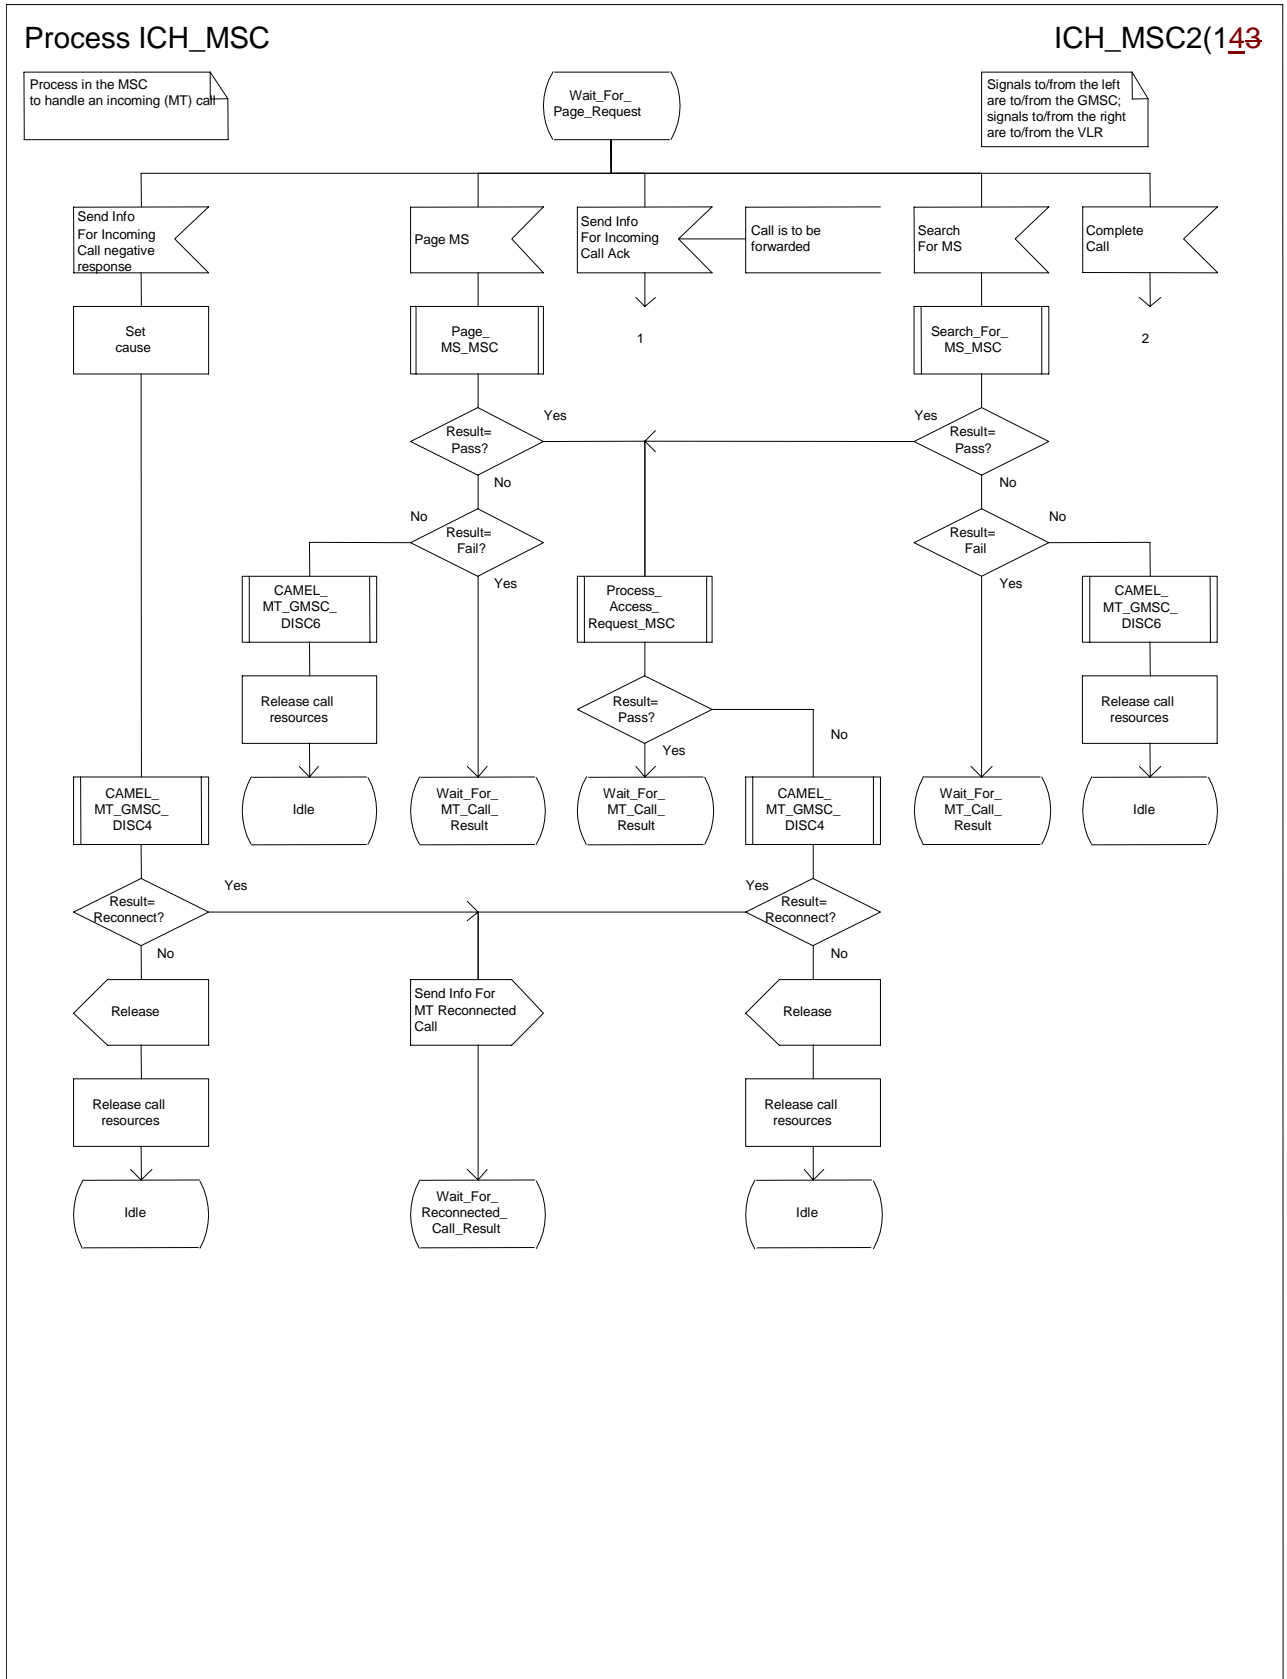 Process ICH_MSC
ICH_MSC2(143
Process in the MSC
to handle an incoming (MT) call
Wait_For_
Page_Request
Signals to/from the left
are to/from the GMSC;
signals to/from the right
are to/from the VLR
Send Info
For Incoming
Call negative
response
Page MS
Send Info
For Incoming
Call Ack
Call is to be
forwarded
Search
For MS
Complete
Call
Set
cause
Page_
MS_MSC
1
Search_For_
MS_MSC
2
Result=
Pass?
Yes
No
Yes
Result=
Pass?
No
No
Result=
Fail?
Yes
Result=
Fail
No
Yes
CAMEL_
MT_GMSC_
DISC6
Process_
Access_
Request_MSC
CAMEL_
MT_GMSC_
DISC6
Release call
resources
Result=
Pass?
No
Yes
Release call
resources
CAMEL_
MT_GMSC_
DISC4
Idle
Wait_For_
MT_Call_
Result
Wait_For_
MT_Call_
Result
CAMEL_
MT_GMSC_
DISC4
Wait_For_
MT_Call_
Result
Idle
Result=
Reconnect?
Yes
No
Yes
Result=
Reconnect?
No
Release
Send Info For
MT Reconnected
Call
Release
Release call
resources
Release call
resources
Idle
Wait_For_
Reconnected_
Call_Result
Idle